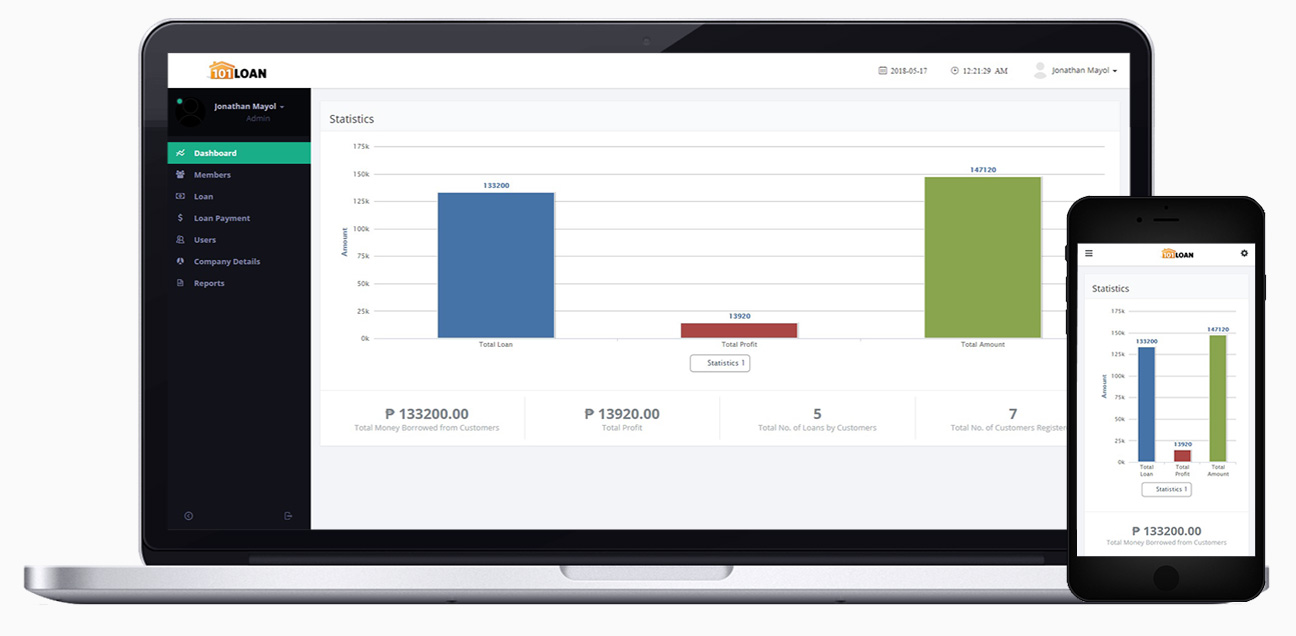 101LOAN
2018-05-17
12:21:29 AM
Jonathan Mayol
Jonathan Mayol
Admin
Dashboard
Members
Loan
Loan Payment
Users
Company Details
Reports
Statistics
175k
150k
125k
100k
75k
50k
25k
0k
Amount
133200
13920
147120
Total Loan
Total Profit
Total Amount
Statistics 1
₱ 133200.00
Total Money Borrowed from Customers
₱ 13920.00
Total Profit
5
Total No. of Loans by Customers
7
Total No. of Customers Register
101LOAN
Statistics
175k
150k
125k
100k
75k
50k
25k
0k
Amount
133200
13920
147120
Total
Loan
Total
Profit
Total
Amount
Statistics 1
₱ 133200.00
Total Money Borrowed from Customers